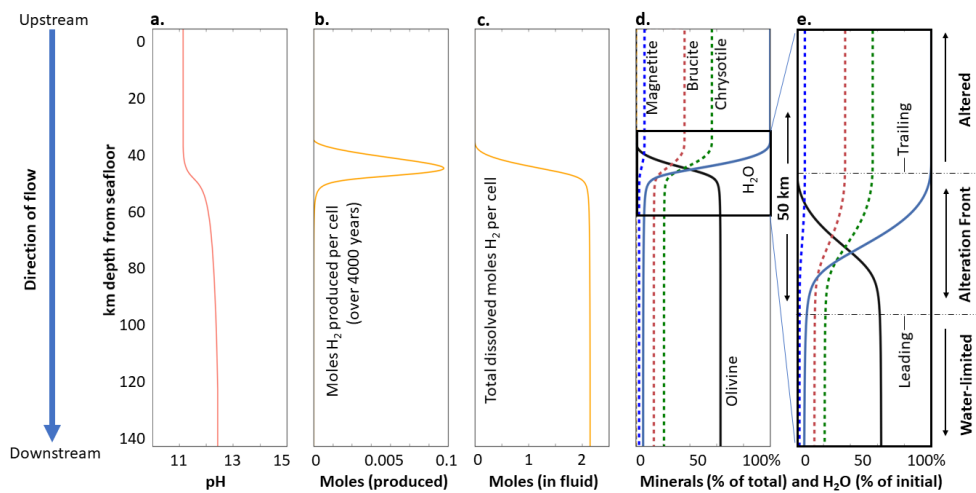 Upstream
Direction of flow
Downstream
km depth from seafloor
a.
0
20
40
60
80
100
120
140
11
13
15
pH
b.
Moles H2 produced per cell
(over 4000 years)
0
0.005
0.1
Moles (produced)
c.
Total dissolved moles H2 per cell
0
1
2
Moles (in fluid)
d.
Magnetite
Brucite
Chrysotile
H2O
Olivine
0
50
100%
50 km
e.
Trailing
Leading
0
50
100%
Minerals (% of total) and H2O (% of initial)
Altered
Alteration Front
Water-limited